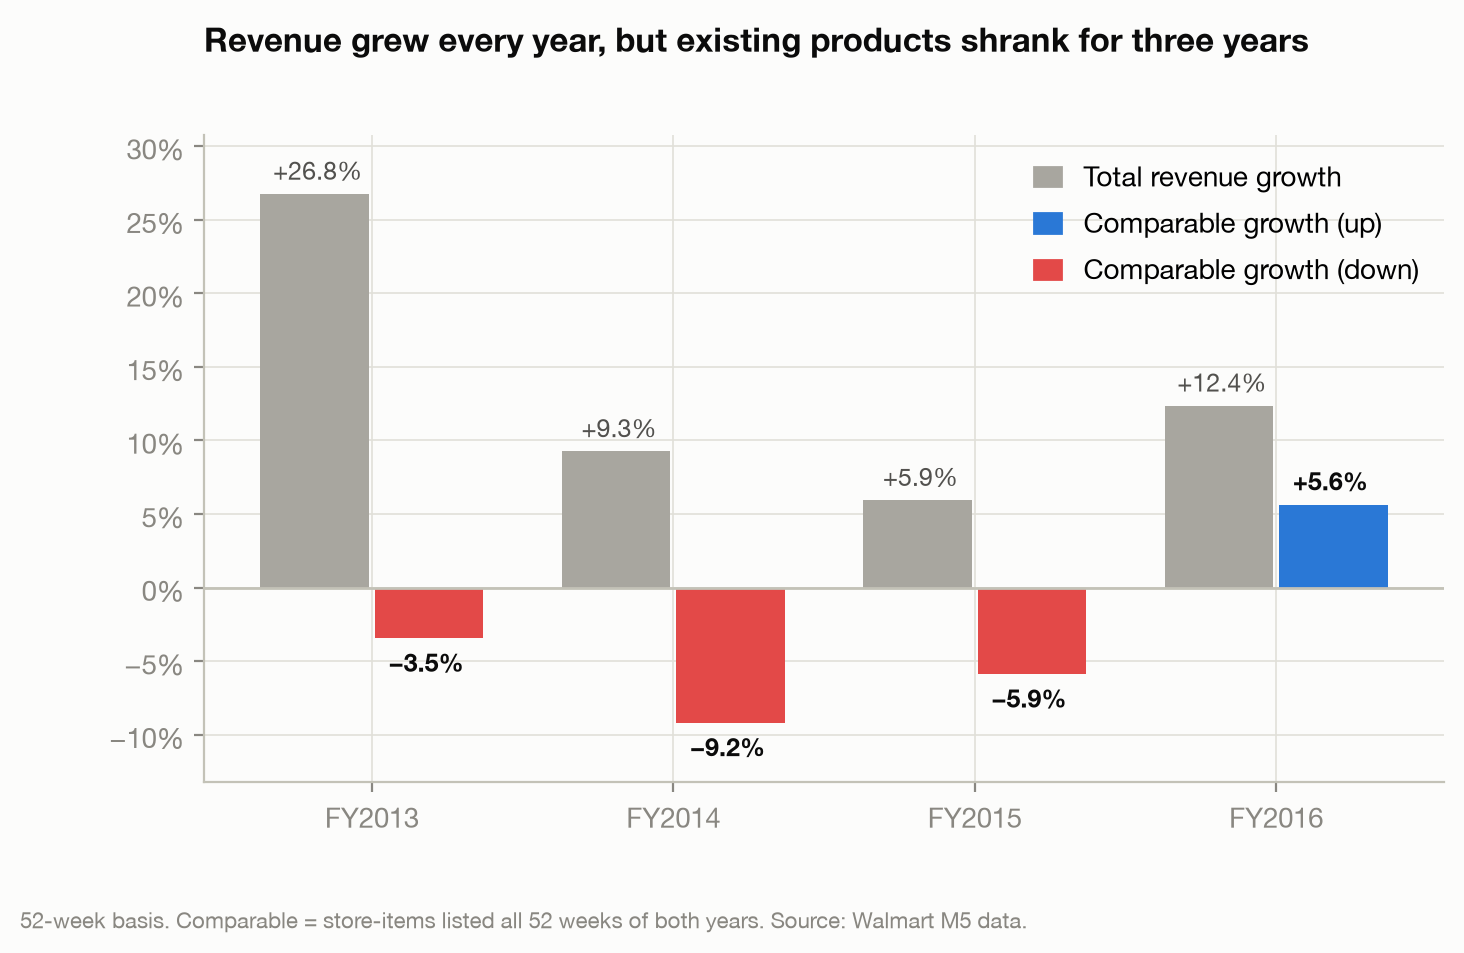 Revenue grew every year, but existing products shrank for three years
30%
25%
20%
15%
10%
5%
0%
−5%
−10%
+26.8%
−3.5%
+9.3%
−9.2%
+5.9%
−5.9%
+12.4%
+5.6%
Total revenue growth
Comparable growth (up)
Comparable growth (down)
FY2013
FY2014
FY2015
FY2016
52-week basis. Comparable = store-items listed all 52 weeks of both years. Source: Walmart M5 data.